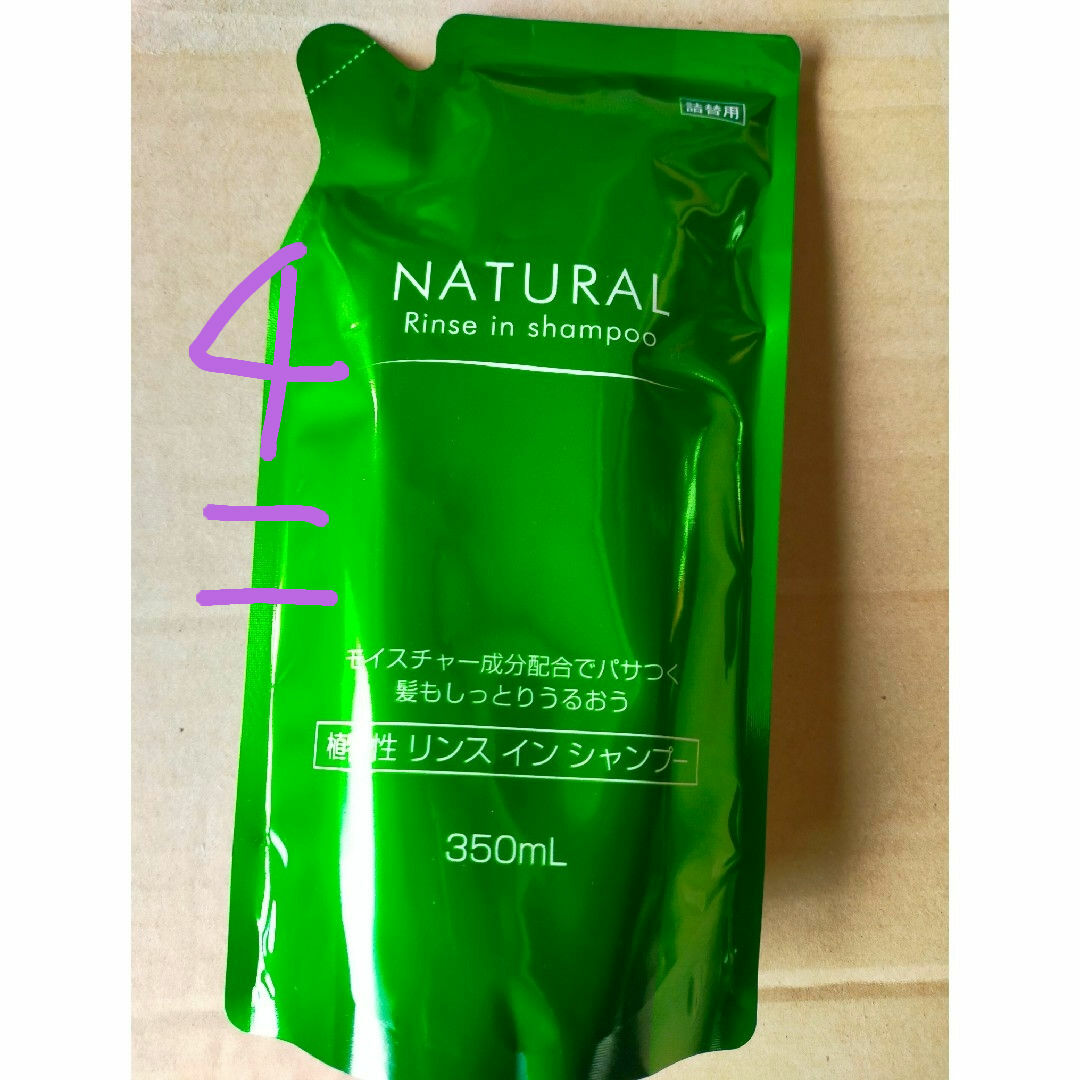 詰替用
NATURAL
Rinse in shampoo
4
=
モイスチャー成分配合でパサつく
髪もしっとりうるおう
植物性 リンス イン シャンプー
350mL